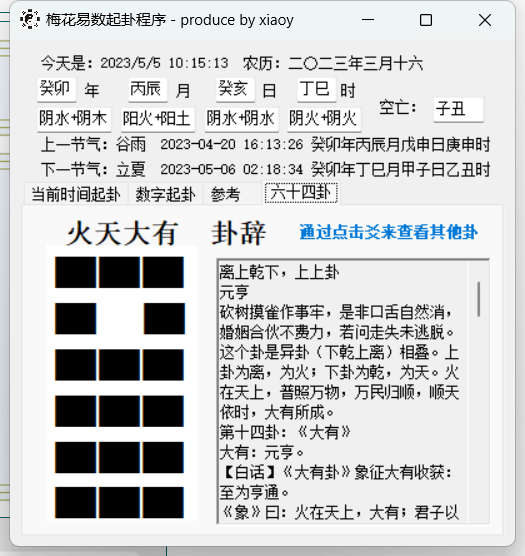 梅花易数起卦程序 - produce by xiaoy
今天是：2023/5/5 10:15:13 农历：二〇二三年三月十六
癸卯 年 丙辰 月 癸亥 日 丁巳 时
空亡： 子丑
阴水+阴木 阳火+阳土 阴水+阴水 阴火+阴火
上一节气：谷雨 2023-04-20 16:13:26 癸卯年丙辰月戊申日庚申时
下一节气：立夏 2023-05-06 02:18:34 癸卯年丁巳月甲子日乙丑时
当前时间起卦 数字起卦 参考 六十四卦
火天大有 卦辞 通过点击爻来查看其他卦
离上乾下，上上卦
元亨
砍树摸雀作事牢，是非口舌自然消，
婚姻合伙不费力，若问走失未逃脱。
这个卦是异卦（下乾上离）相叠。上
卦为离，为火；下卦为乾，为天。火
在天上，普照万物，万民归顺，顺天
依时，大有所成。
第十四卦：《大有》
大有：元亨。
【白话】《大有卦》象征大有收获：
至为亨通。
《象》曰：火在天上，大有；君子以